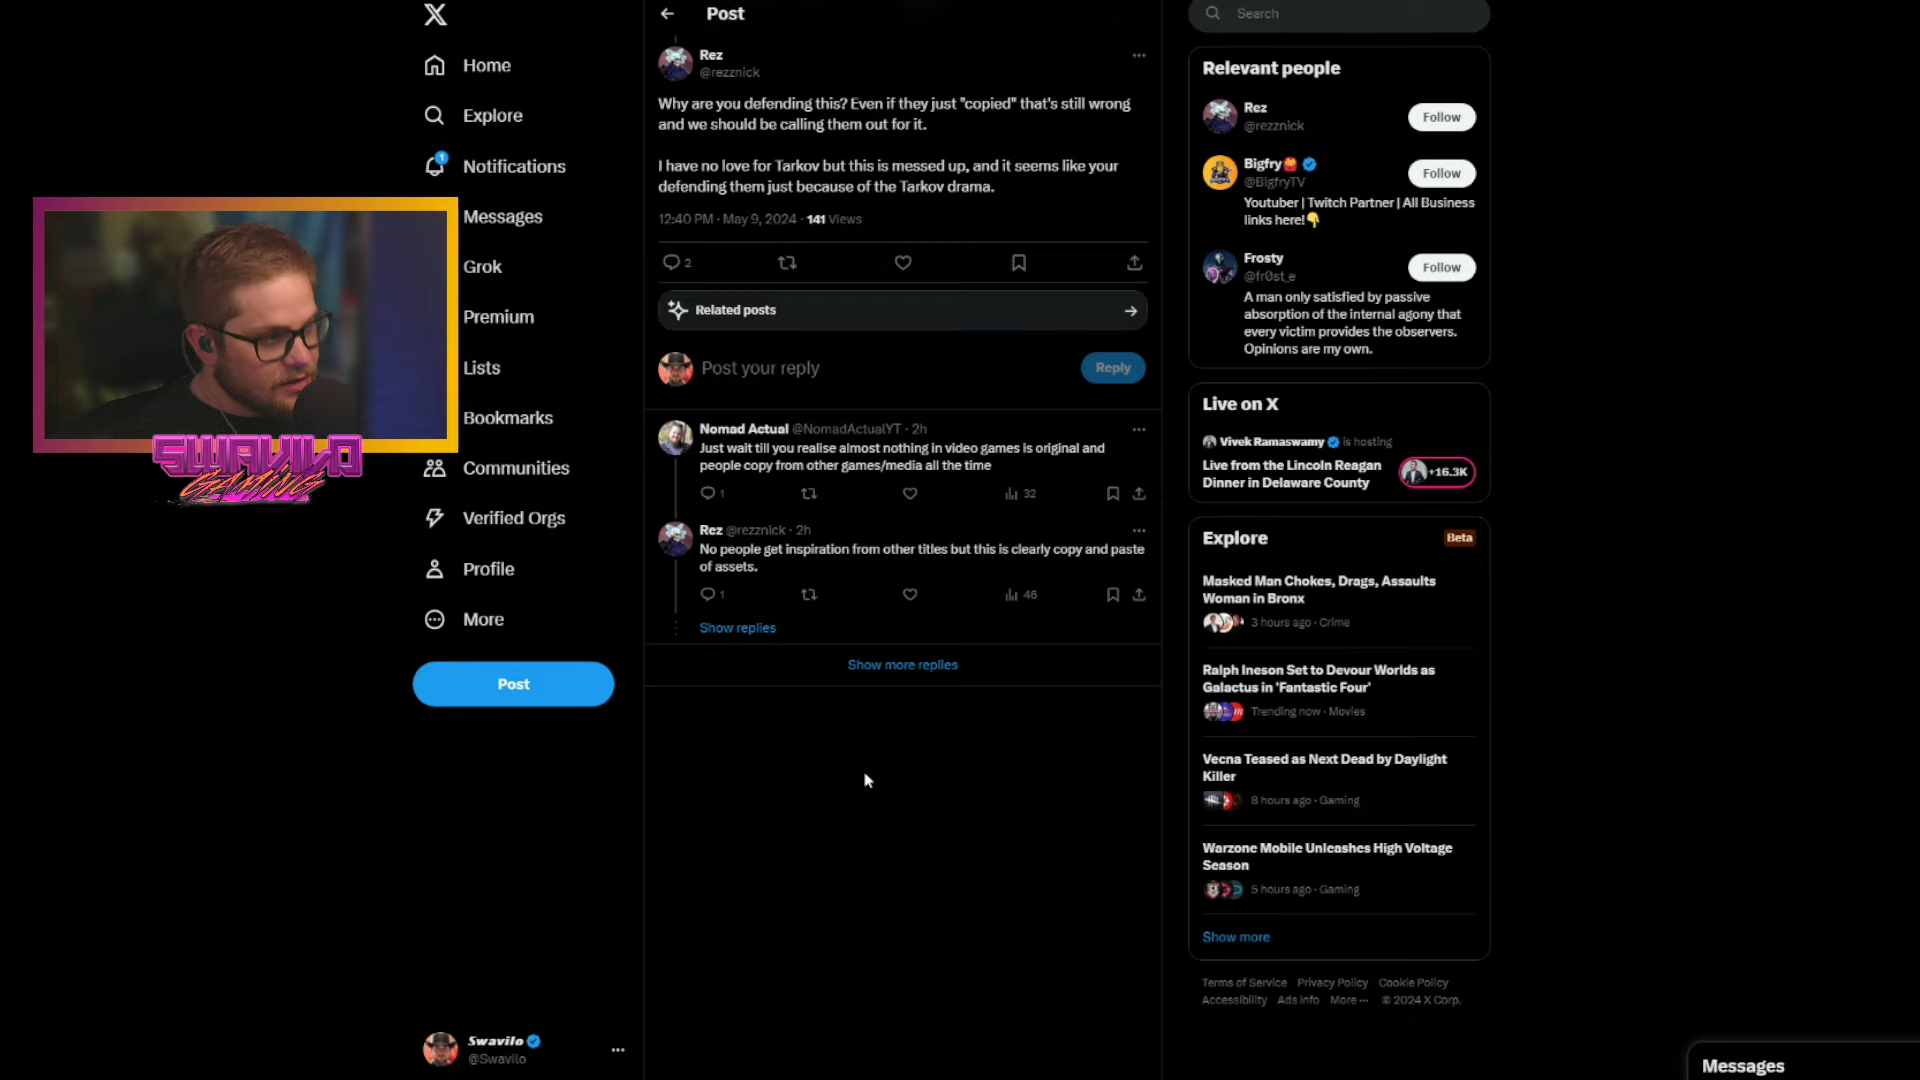 Home
Explore
1
Notifications
Messages
Grok
Premium
Lists
Bookmarks
Communities
Verified Orgs
Profile
More
Post
Swavilo
@Swavilo
SWAVILO
GAMING
Post
Rez
@rezznick
Why are you defending this? Even if they just "copied" that's still wrong
and we should be calling them out for it.
I have no love for Tarkov but this is messed up, and it seems like your
defending them just because of the Tarkov drama.
12:40 PM · May 9, 2024 · 141 Views
2
Related posts
Post your reply
Reply
Nomad Actual @NomadActualYT · 2h
Just wait till you realise almost nothing in video games is original and
people copy from other games/media all the time
1
32
Rez @rezznick · 2h
No people get inspiration from other titles but this is clearly copy and paste
of assets.
1
46
Show replies
Show more replies
Search
Relevant people
Rez
@rezznick
Follow
Bigfry
@BigfryTV
Follow
Youtuber | Twitch Partner | All Business
links here!
Frosty
@fr0st_e
Follow
A man only satisfied by passive
absorption of the internal agony that
every victim provides the observers.
Opinions are my own.
Live on X
Vivek Ramaswamy is hosting
Live from the Lincoln Reagan
Dinner in Delaware County
+16.3K
Explore
Beta
Masked Man Chokes, Drags, Assaults
Woman in Bronx
3 hours ago · Crime
Ralph Ineson Set to Devour Worlds as
Galactus in 'Fantastic Four'
Trending now · Movies
Vecna Teased as Next Dead by Daylight
Killer
8 hours ago · Gaming
Warzone Mobile Unleashes High Voltage
Season
5 hours ago · Gaming
Show more
Terms of Service Privacy Policy Cookie Policy
Accessibility Ads info More ··· © 2024 X Corp.
Messages